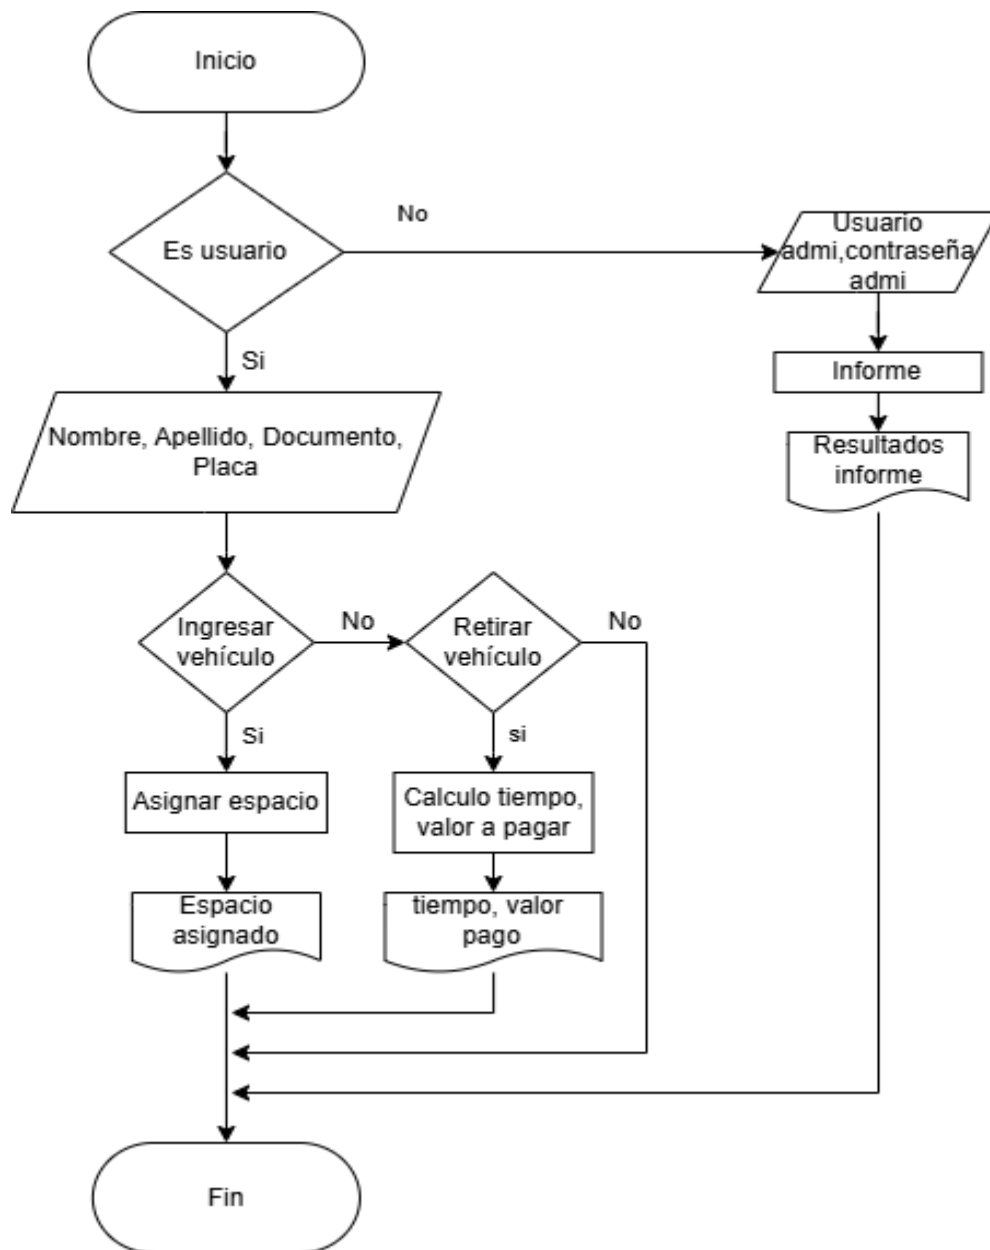 Inicio
Es usuario
No
Usuario
admi,contraseña
admi
Si
Informe
Nombre, Apellido, Documento,
Placa
Resultados
informe
Ingresar
vehículo
No
Retirar
vehículo
No
Si
si
Asignar espacio
Calculo tiempo,
valor a pagar
Espacio
asignado
tiempo, valor
pago
Fin